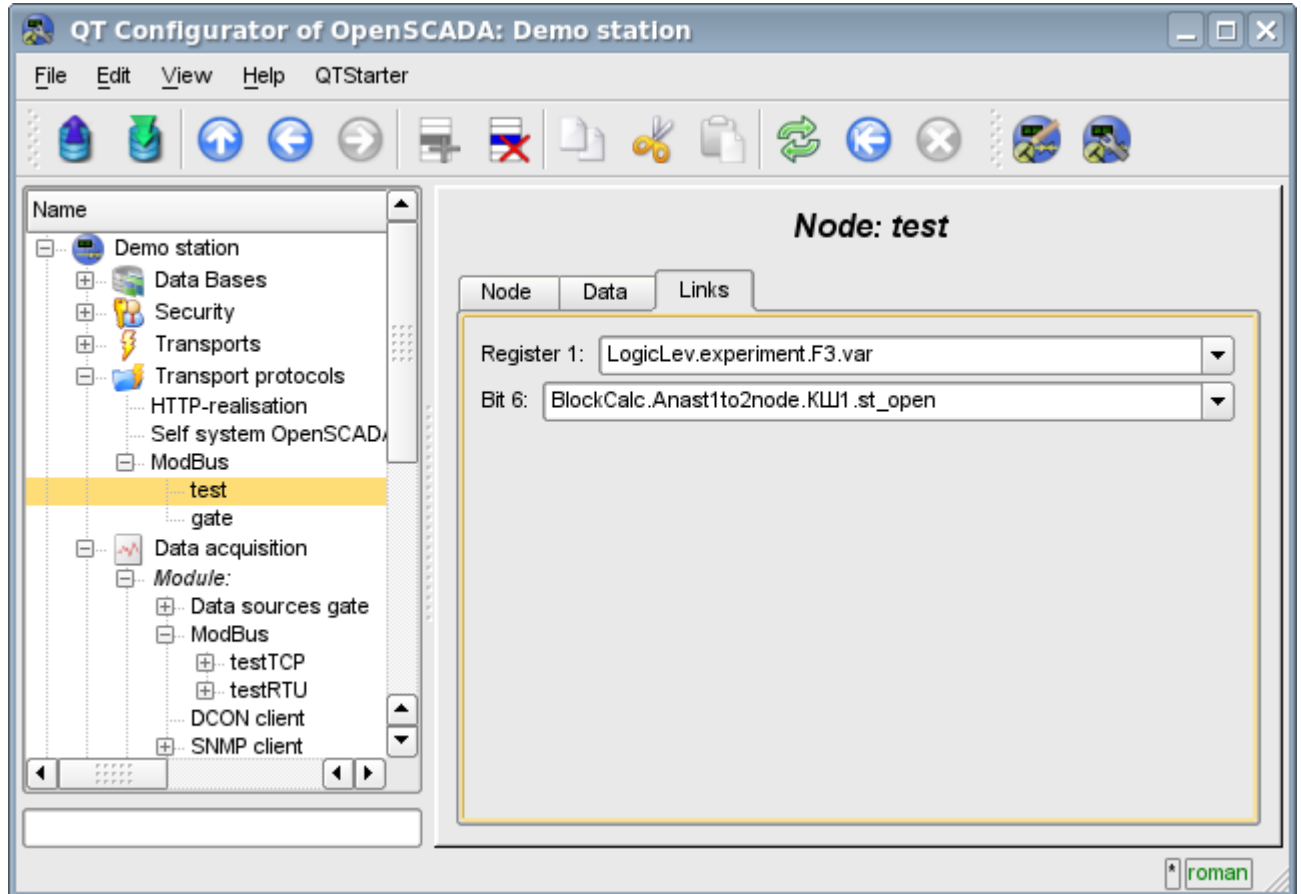 QT Configurator of OpenSCADA: Demo station
File Edit View Help QTStarter
Name
Demo station
Data Bases
Security
Transports
Transport protocols
HTTP-realisation
Self system OpenSCADA
ModBus
test
gate
Data acquisition
Module:
Data sources gate
ModBus
testTCP
testRTU
DCON client
SNMP client
Node: test
Node Data Links
Register 1: LogicLev.experiment.F3.var
Bit 6: BlockCalc.Anast1to2node.КШ1.st_open
* roman